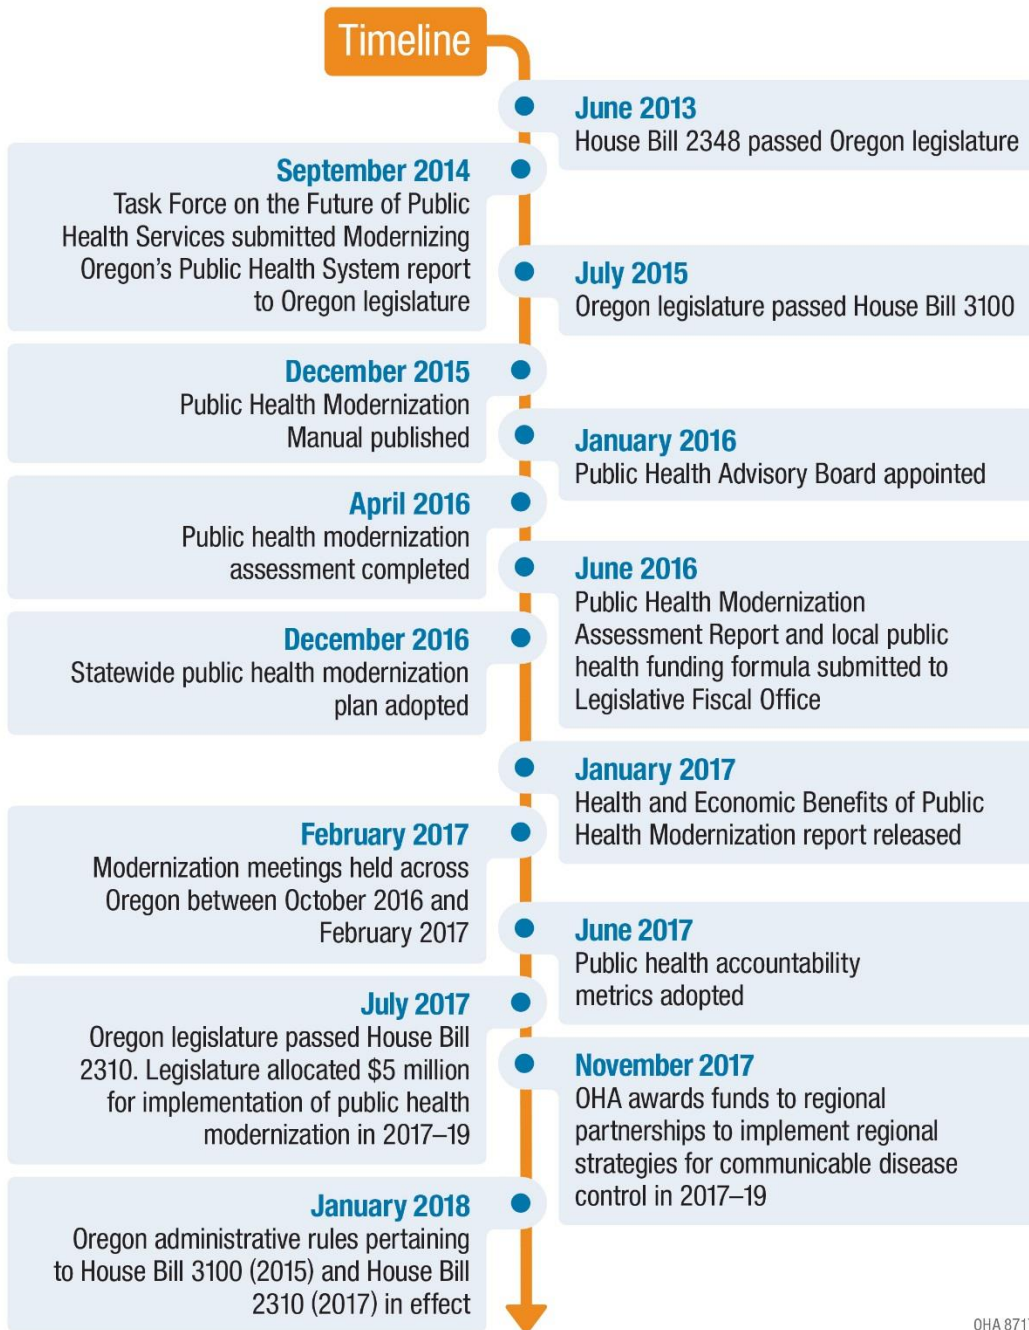 Timeline
June 2013
House Bill 2348 passed Oregon legislature
September 2014
Task Force on the Future of Public
Health Services submitted Modernizing
Oregon's Public Health System report
to Oregon legislature
July 2015
Oregon legislature passed House Bill 3100
December 2015
Public Health Modernization
Manual published
January 2016
Public Health Advisory Board appointed
April 2016
Public health modernization
assessment completed
June 2016
Public Health Modernization
Assessment Report and local public
health funding formula submitted to
Legislative Fiscal Office
December 2016
Statewide public health modernization
plan adopted
January 2017
Health and Economic Benefits of Public
Health Modernization report released
February 2017
Modernization meetings held across
Oregon between October 2016 and
February 2017
June 2017
Public health accountability
metrics adopted
July 2017
Oregon legislature passed House Bill
2310. Legislature allocated $5 million
for implementation of public health
modernization in 2017–19
November 2017
OHA awards funds to regional
partnerships to implement regional
strategies for communicable disease
control in 2017–19
January 2018
Oregon administrative rules pertaining
to House Bill 3100 (2015) and House Bill
2310 (2017) in effect
OHA